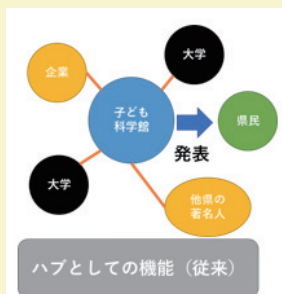 企業
大学
子ども
科学館
県民
発表
大学
他県の
著名人
ハブとしての機能（従来）